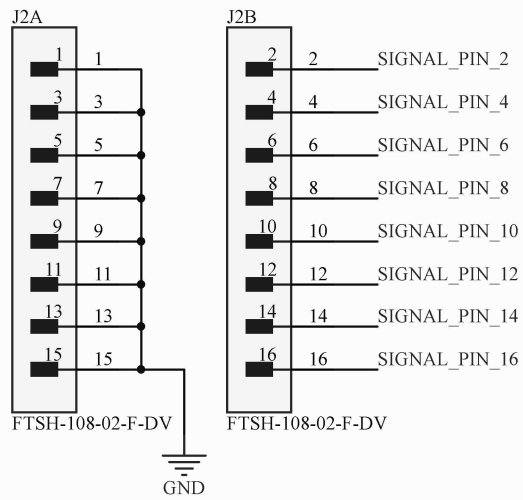 J2A J2B
1 1 2 2 SIGNAL_PIN_2
3 3 4 4 SIGNAL_PIN_4
5 5 6 6 SIGNAL_PIN_6
7 7 8 8 SIGNAL_PIN_8
9 9 10 10 SIGNAL_PIN_10
11 11 12 12 SIGNAL_PIN_12
13 13 14 14 SIGNAL_PIN_14
15 15 16 16 SIGNAL_PIN_16
FTSH-108-02-F-DV FTSH-108-02-F-DV
GND